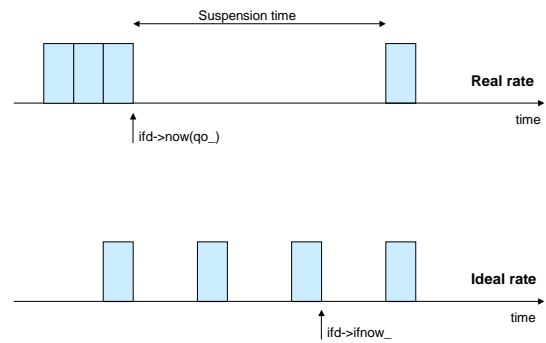 Suspension time
Real rate
time
ifd->now(qo_)
Ideal rate
time
ifd->ifnow_